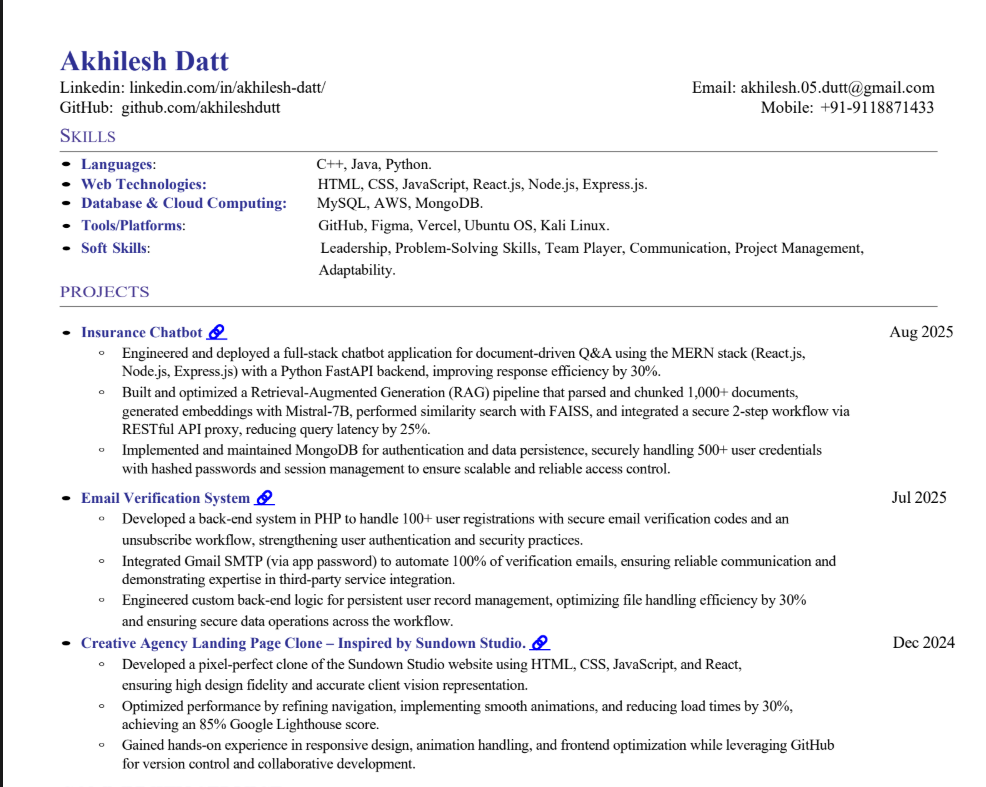 Akhilesh Datt
Linkedin: linkedin.com/in/akhilesh-datt/ Email: akhilesh.05.dutt@gmail.com
GitHub: github.com/akhileshdutt Mobile: +91-9118871433
SKILLS
Languages: C++, Java, Python.
Web Technologies: HTML, CSS, JavaScript, React.js, Node.js, Express.js.
Database & Cloud Computing: MySQL, AWS, MongoDB.
Tools/Platforms: GitHub, Figma, Vercel, Ubuntu OS, Kali Linux.
Soft Skills: Leadership, Problem-Solving Skills, Team Player, Communication, Project Management,
Adaptability.
PROJECTS
Insurance Chatbot Aug 2025
Engineered and deployed a full-stack chatbot application for document-driven Q&A using the MERN stack (React.js,
Node.js, Express.js) with a Python FastAPI backend, improving response efficiency by 30%.
Built and optimized a Retrieval-Augmented Generation (RAG) pipeline that parsed and chunked 1,000+ documents,
generated embeddings with Mistral-7B, performed similarity search with FAISS, and integrated a secure 2-step workflow via
RESTful API proxy, reducing query latency by 25%.
Implemented and maintained MongoDB for authentication and data persistence, securely handling 500+ user credentials
with hashed passwords and session management to ensure scalable and reliable access control.
Email Verification System Jul 2025
Developed a back-end system in PHP to handle 100+ user registrations with secure email verification codes and an
unsubscribe workflow, strengthening user authentication and security practices.
Integrated Gmail SMTP (via app password) to automate 100% of verification emails, ensuring reliable communication and
demonstrating expertise in third-party service integration.
Engineered custom back-end logic for persistent user record management, optimizing file handling efficiency by 30%
and ensuring secure data operations across the workflow.
Creative Agency Landing Page Clone – Inspired by Sundown Studio. Dec 2024
Developed a pixel-perfect clone of the Sundown Studio website using HTML, CSS, JavaScript, and React,
ensuring high design fidelity and accurate client vision representation.
Optimized performance by refining navigation, implementing smooth animations, and reducing load times by 30%,
achieving an 85% Google Lighthouse score.
Gained hands-on experience in responsive design, animation handling, and frontend optimization while leveraging GitHub
for version control and collaborative development.